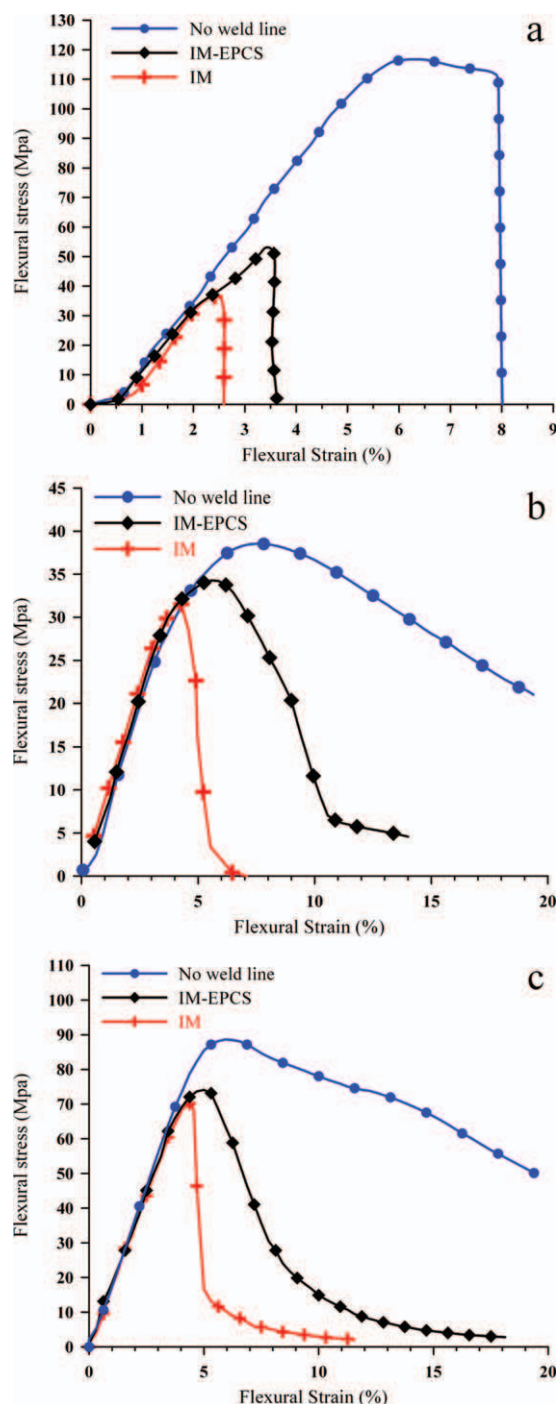 a
No weld line
IM-EPCS
IM
130
120
110
100
90
80
70
60
50
40
30
20
10
0
Flexural stress (Mpa)
0 1 2 3 4 5 6 7 8 9
Flexural Strain (%)
b
No weld line
IM-EPCS
IM
45
40
35
30
25
20
15
10
5
0
Flexural stress (Mpa)
0 5 10 15 20
Flexural Strain (%)
c
No weld line
IM-EPCS
IM
110
100
90
80
70
60
50
40
30
20
10
0
Flexural stress (Mpa)
0 5 10 15 20
Flexural Strain (%)